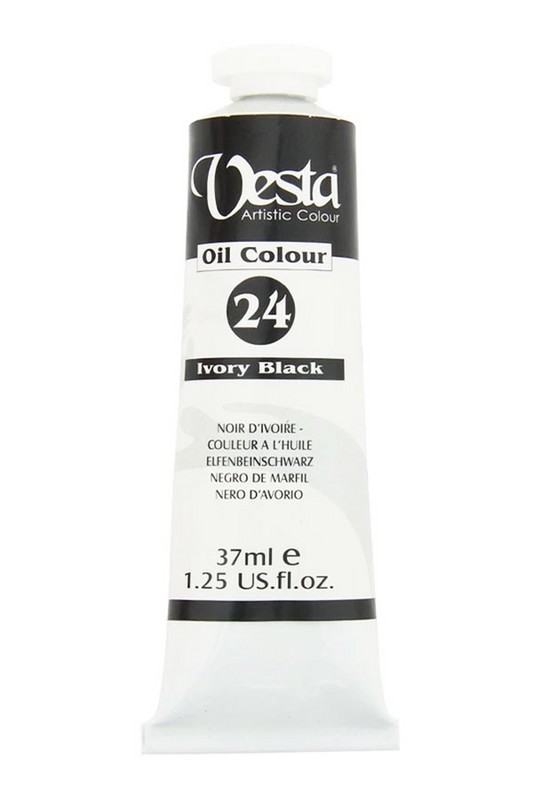 Vesta®
Artistic Colour
Oil Colour
24
Ivory Black
NOIR D'IVOIRE -
COULEUR A L'HUILE
ELFENBEINSCHWARZ
NEGRO DE MARFIL
NERO D'AVORIO
37ml e
1.25 US.fl.oz.